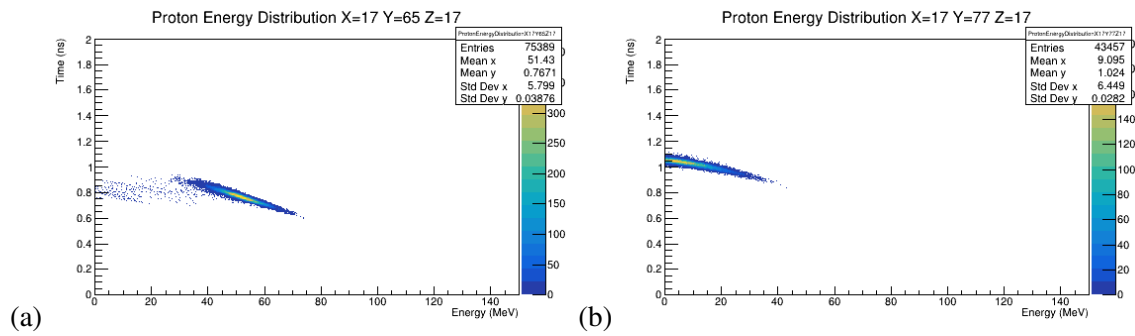 Proton Energy Distribution X=17 Y=65 Z=17
ProtonEnergyDistributionX17Y65Z17
Entries 75389
Mean x 51.43
Mean y 0.7671
Std Dev x 5.799
Std Dev y 0.03876
Time (ns)
2
1.8
1.6
1.4
1.2
1
0.8
0.6
0.4
0.2
0
0 20 40 60 80 100 120 140
Energy (MeV)
300
250
200
150
100
50
0
(a)
Proton Energy Distribution X=17 Y=77 Z=17
ProtonEnergyDistributionX17Y77Z17
Entries 43457
Mean x 9.095
Mean y 1.024
Std Dev x 6.449
Std Dev y 0.0282
Time (ns)
2
1.8
1.6
1.4
1.2
1
0.8
0.6
0.4
0.2
0
0 20 40 60 80 100 120 140
Energy (MeV)
140
120
100
80
60
40
20
0
(b)